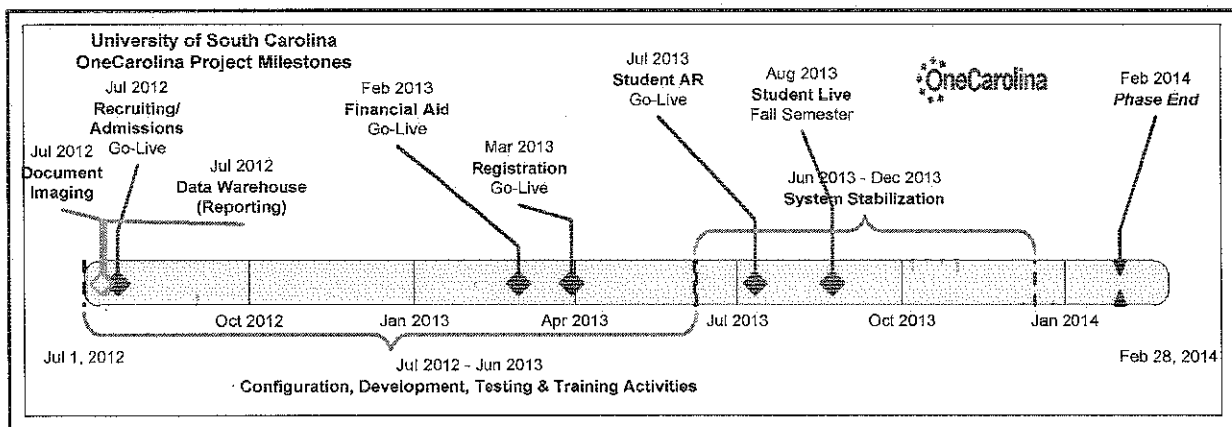 University of South Carolina
OneCarolina Project Milestones
Jul 2012
Recruiting/
Admissions
Go-Live
Jul 2012
Document
Imaging
Jul 2012
Data Warehouse
(Reporting)
Feb 2013
Financial Aid
Go-Live
Mar 2013
Registration
Go-Live
Jul 2013
Student AR
Go-Live
Aug 2013
Student Live
Fall Semester
OneCarolina
Feb 2014
Phase End
Jun 2013 - Dec 2013
System Stabilization
Oct 2012
Jan 2013
Apr 2013
Jul 2013
Oct 2013
Jan 2014
Jul 1, 2012
Feb 28, 2014
Jul 2012 - Jun 2013
Configuration, Development, Testing & Training Activities